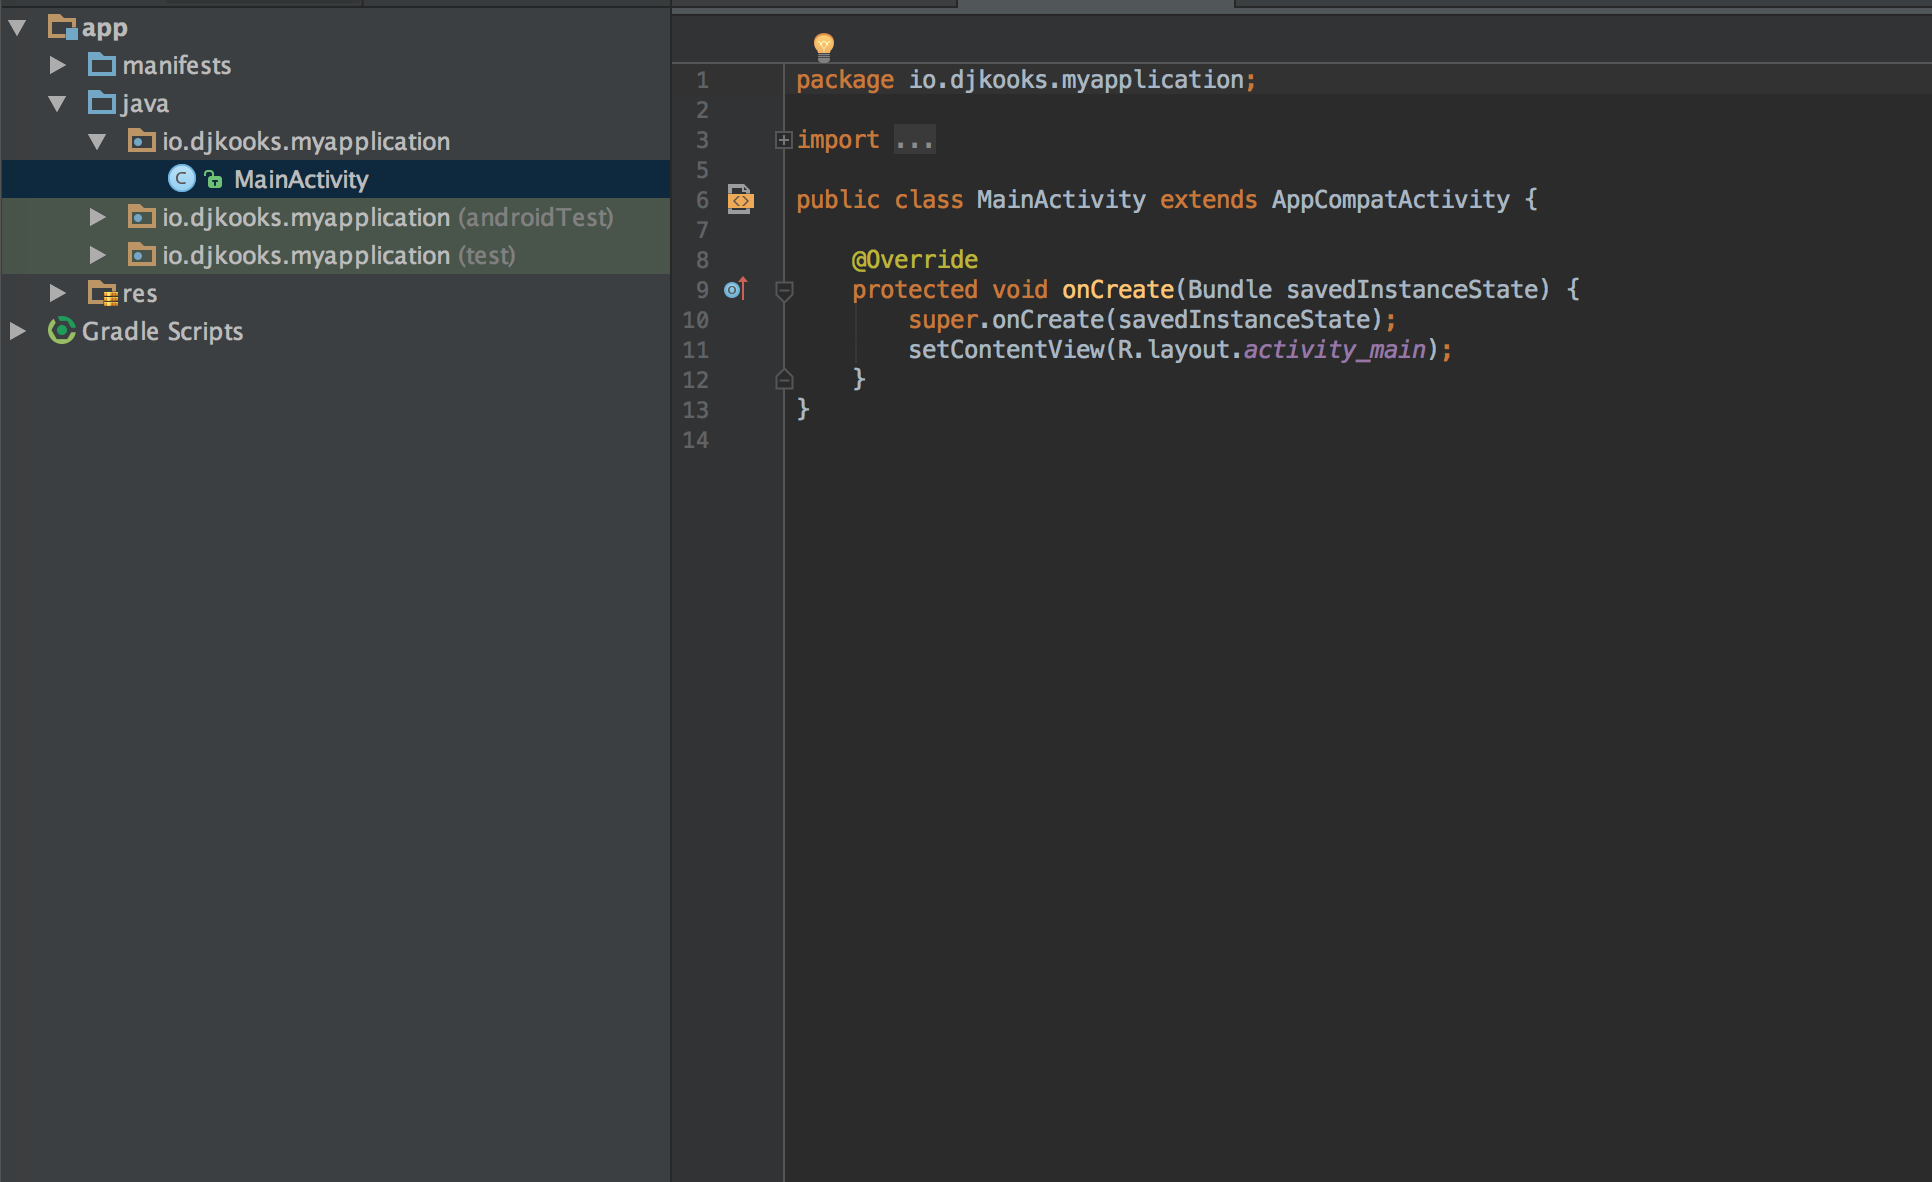 app
manifests
java
io.djkooks.myapplication
C MainActivity
io.djkooks.myapplication (androidTest)
io.djkooks.myapplication (test)
res
Gradle Scripts
1 package io.djkooks.myapplication;
2
3 import ...
5
6 public class MainActivity extends AppCompatActivity {
7
8 @Override
9 protected void onCreate(Bundle savedInstanceState) {
10 super.onCreate(savedInstanceState);
11 setContentView(R.layout.activity_main);
12 }
13 }
14